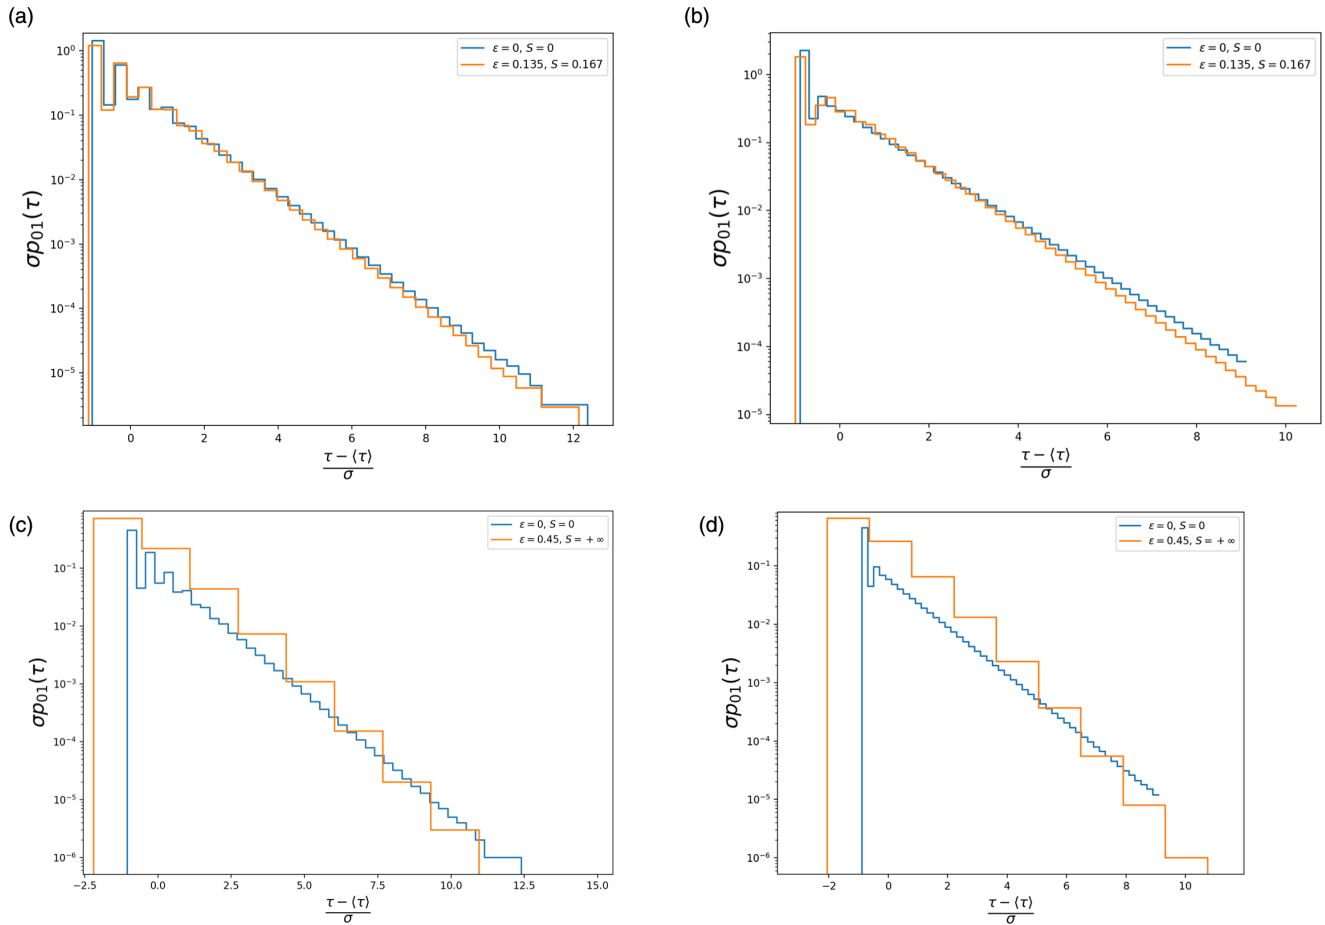 (a)
ε = 0, S = 0
ε = 0.135, S = 0.167
10⁰
10⁻¹
10⁻²
10⁻³
10⁻⁴
10⁻⁵
σp₀₁(τ)
0 2 4 6 8 10 12
τ − ⟨τ⟩
σ
(b)
ε = 0, S = 0
ε = 0.135, S = 0.167
10⁰
10⁻¹
10⁻²
10⁻³
10⁻⁴
10⁻⁵
σp₀₁(τ)
0 2 4 6 8 10
τ − ⟨τ⟩
σ
(c)
ε = 0, S = 0
ε = 0.45, S = +∞
10⁻¹
10⁻²
10⁻³
10⁻⁴
10⁻⁵
10⁻⁶
σp₀₁(τ)
−2.5 0.0 2.5 5.0 7.5 10.0 12.5 15.0
τ − ⟨τ⟩
σ
(d)
ε = 0, S = 0
ε = 0.45, S = +∞
10⁻¹
10⁻²
10⁻³
10⁻⁴
10⁻⁵
10⁻⁶
σp₀₁(τ)
−2 0 2 4 6 8 10
τ − ⟨τ⟩
σ